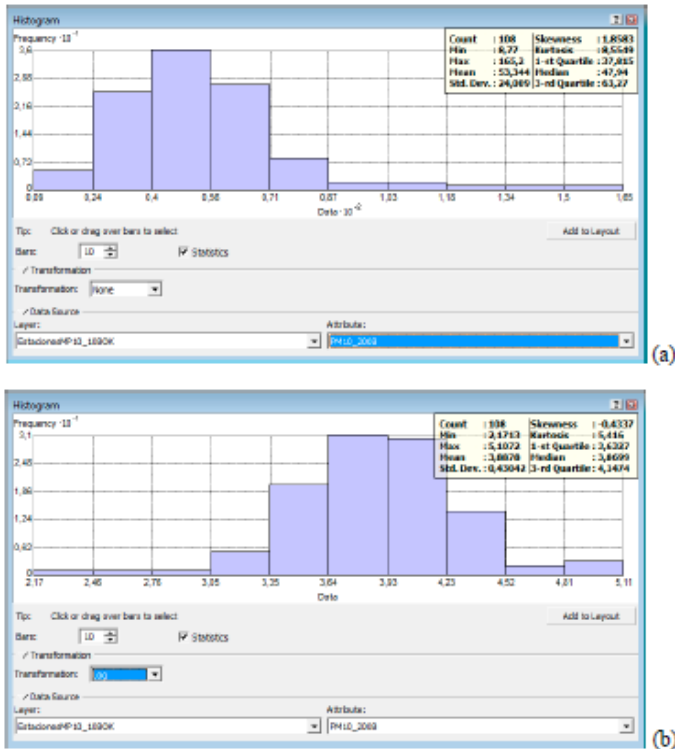 Histogram
Frequency ·10⁻¹
Count : 108 Skewness : 1,8583
Min : 8,77 Kurtosis : 8,5549
Max : 165,2 1-st Quartile : 37,815
Mean : 53,344 Median : 47,94
Std. Dev. : 24,009 3-rd Quartile : 63,27
3,6
2,88
2,16
1,44
0,72
0
0,09 0,24 0,4 0,56 0,71 0,87 1,03 1,18 1,34 1,5 1,65
Data ·10⁻²
Tip: Click or drag over bars to select
Add to Layout
Bars: 10 Statistics
Transformation
Transformation: None
Data Source
Layer: Attribute:
EstacionesMP10_108OK PM10_2003
(a)
Histogram
Frequency ·10⁻¹
Count : 108 Skewness : -0,4337
Min : 2,1713 Kurtosis : 5,416
Max : 5,1072 1-st Quartile : 3,6327
Mean : 3,8878 Median : 3,8699
Std. Dev. : 0,43042 3-rd Quartile : 4,1474
3,1
2,48
1,86
1,24
0,62
0
2,17 2,46 2,76 3,05 3,35 3,64 3,93 4,23 4,52 4,81 5,11
Data
Tip: Click or drag over bars to select
Add to Layout
Bars: 10 Statistics
Transformation
Transformation: Log
Data Source
Layer: Attribute:
EstacionesMP10_108OK PM10_2003
(b)